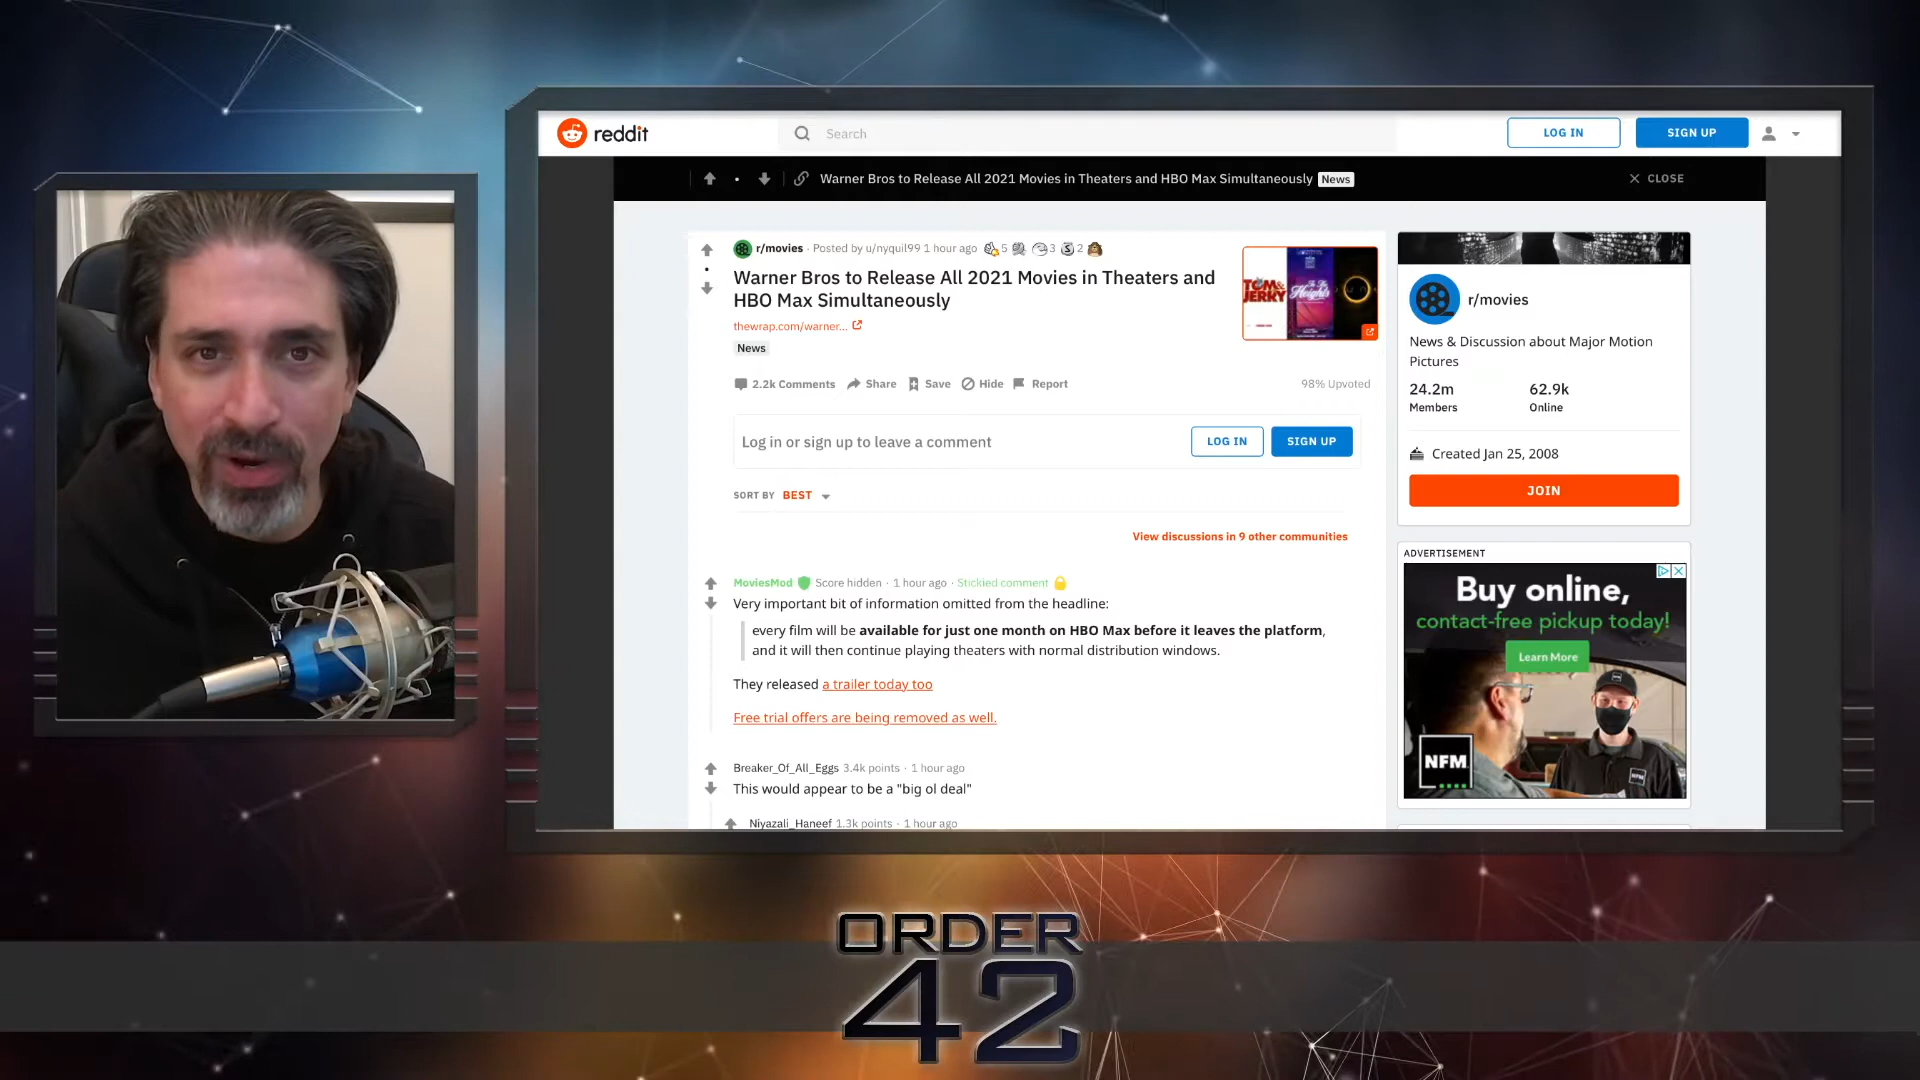 reddit
Search
LOG IN
SIGN UP
Warner Bros to Release All 2021 Movies in Theaters and HBO Max Simultaneously News
CLOSE
r/movies · Posted by u/nyquil99 1 hour ago 5 3 2
Warner Bros to Release All 2021 Movies in Theaters and
HBO Max Simultaneously
thewrap.com/warner...
News
TOM &
JERRY
Heights
2.2k Comments Share Save Hide Report
98% Upvoted
Log in or sign up to leave a comment
LOG IN
SIGN UP
SORT BY BEST
View discussions in 9 other communities
MoviesMod Score hidden · 1 hour ago · Stickied comment
Very important bit of information omitted from the headline:
every film will be available for just one month on HBO Max before it leaves the platform,
and it will then continue playing theaters with normal distribution windows.
They released a trailer today too
Free trial offers are being removed as well.
Breaker_Of_All_Eggs 3.4k points · 1 hour ago
This would appear to be a "big ol deal"
Niyazali_Haneef 1.3k points · 1 hour ago
r/movies
News & Discussion about Major Motion
Pictures
24.2m
Members
62.9k
Online
Created Jan 25, 2008
JOIN
ADVERTISEMENT
Buy online,
contact-free pickup today!
Learn More
NFM
ORDER
42